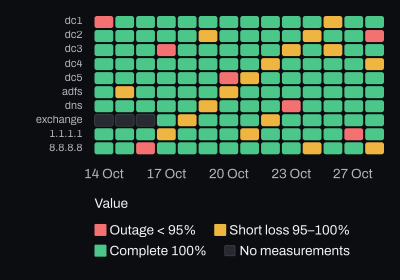 dc1
dc2
dc3
dc4
dc5
adfs
dns
exchange
1.1.1.1
8.8.8.8
14 Oct 17 Oct 20 Oct 23 Oct 27 Oct
Value
Outage < 95% Short loss 95–100%
Complete 100% No measurements